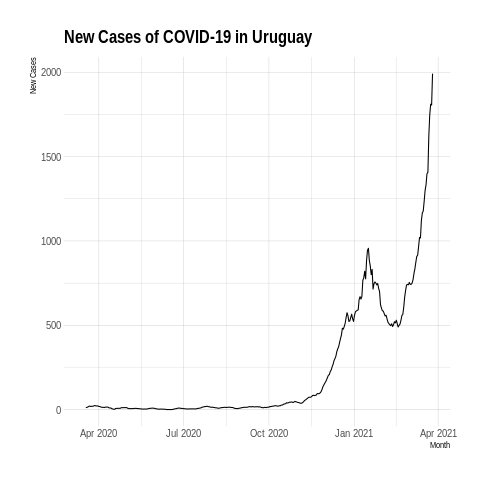 New Cases of COVID-19 in Uruguay
New Cases
2000
1500
1000
500
0
Apr 2020 Jul 2020 Oct 2020 Jan 2021 Apr 2021
Month